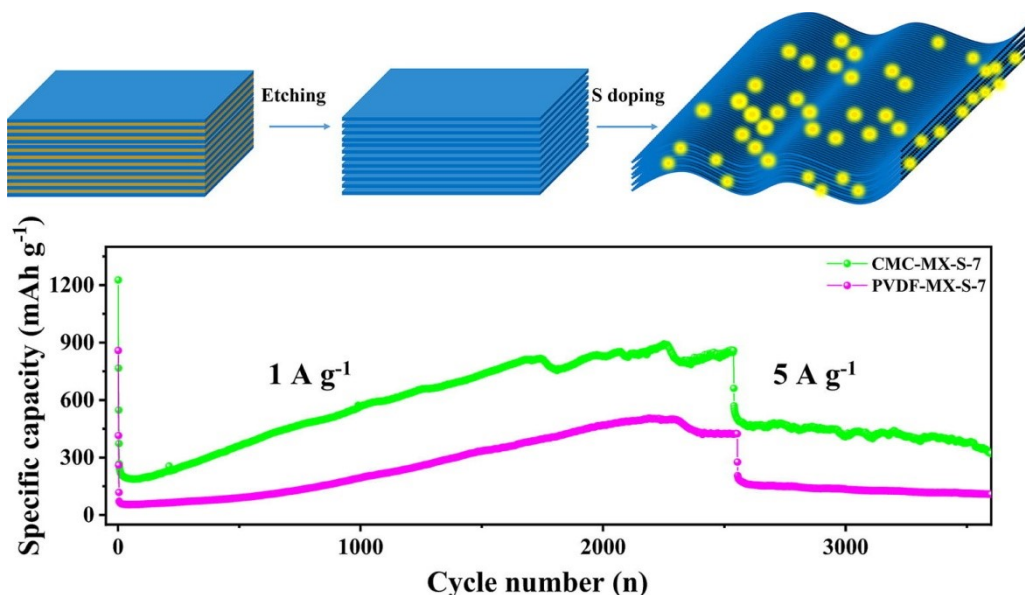 Etching
S doping
Specific capacity (mAh g⁻¹)
1200
900
600
300
0
CMC-MX-S-7
PVDF-MX-S-7
1 A g⁻¹
5 A g⁻¹
0
1000
2000
3000
Cycle number (n)